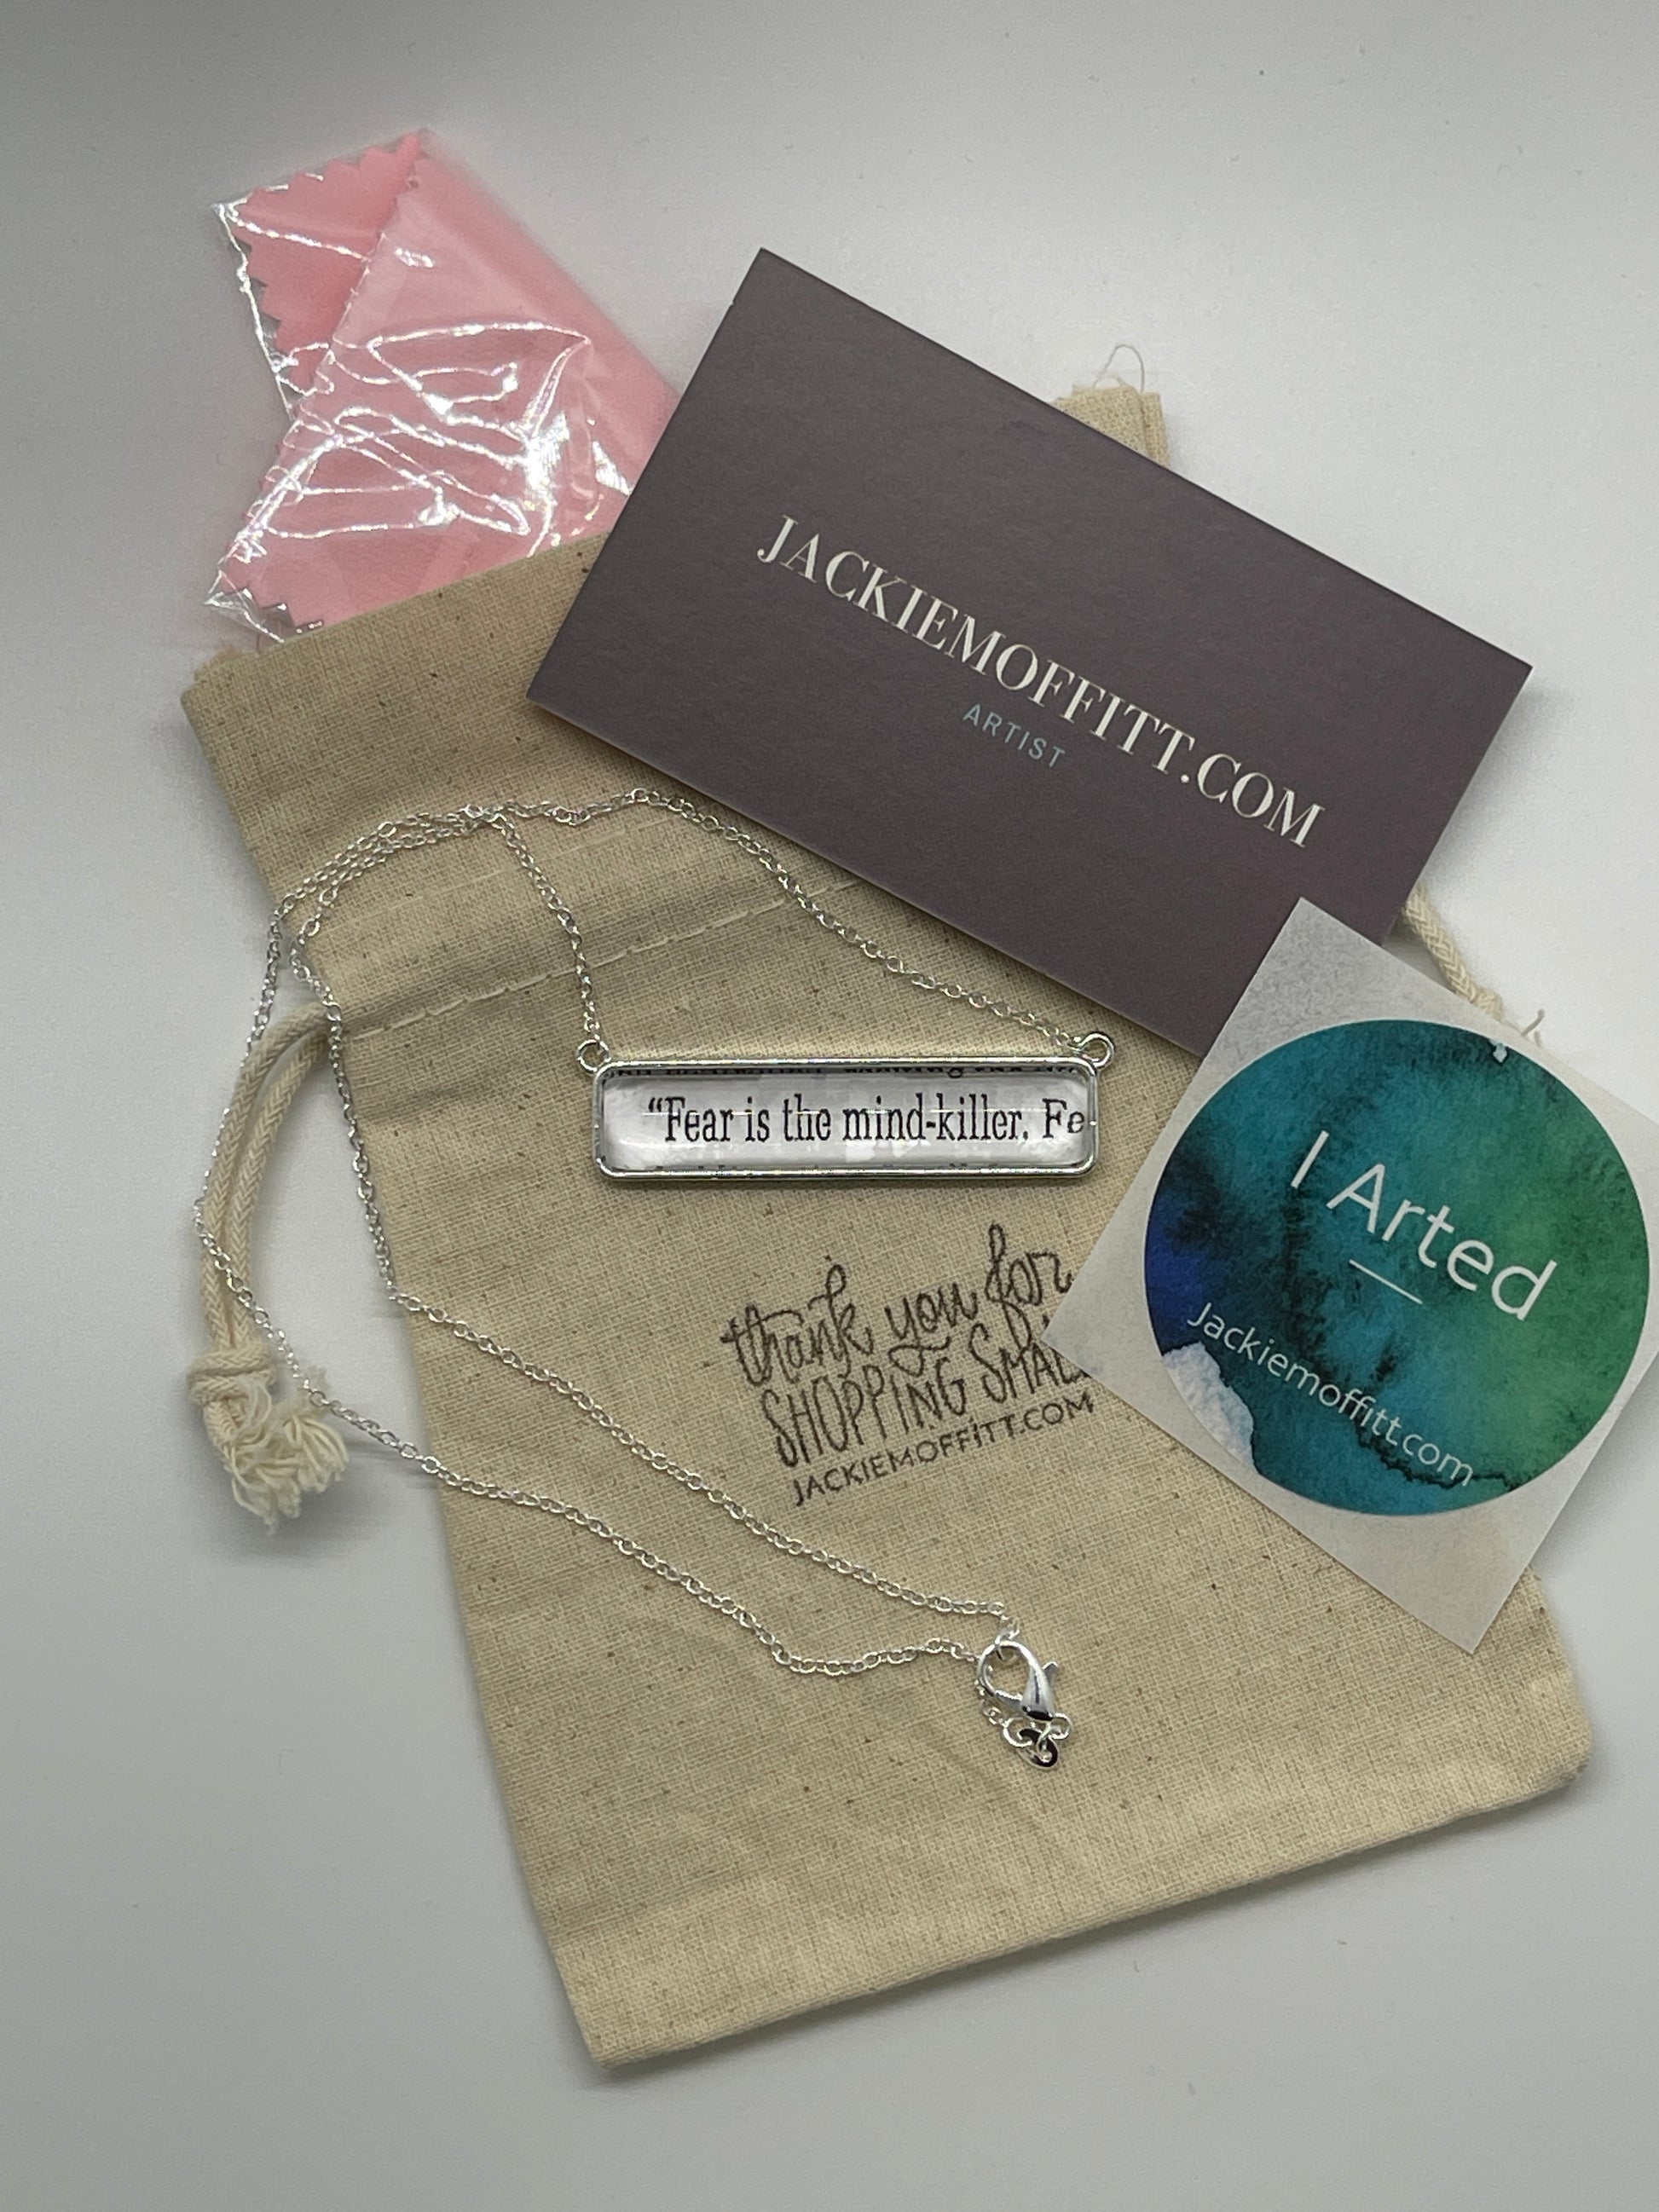 JACKIEMOFFITT.COM
ARTIST
“Fear is the mind-killer. Fe
I Arted
Jackiemoffitt.com
thank you for
SHOPPING SMAL
JACKIEMOFFITT.COM